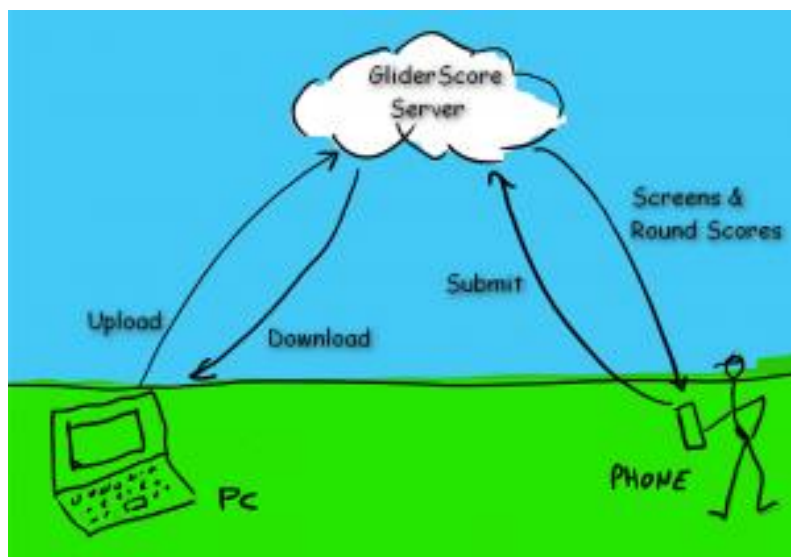 GliderScore
Server
Screens &
Round Scores
Submit
Upload
Download
PHONE
PC